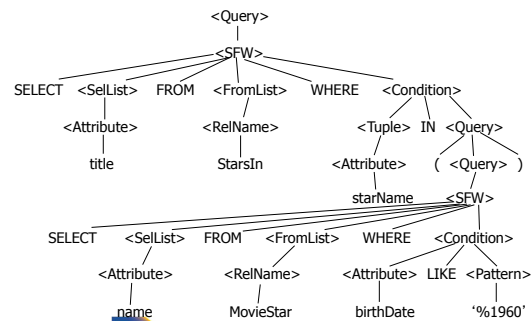 <Query>
<SFW>
SELECT <SelList> FROM <FromList> WHERE <Condition>
<Attribute> <RelName> <Tuple> IN <Query>
title StarsIn <Attribute> ( <Query> )
starName <SFW>
SELECT <SelList> FROM <FromList> WHERE <Condition>
<Attribute> <RelName> <Attribute> LIKE <Pattern>
name MovieStar birthDate ‘%1960’